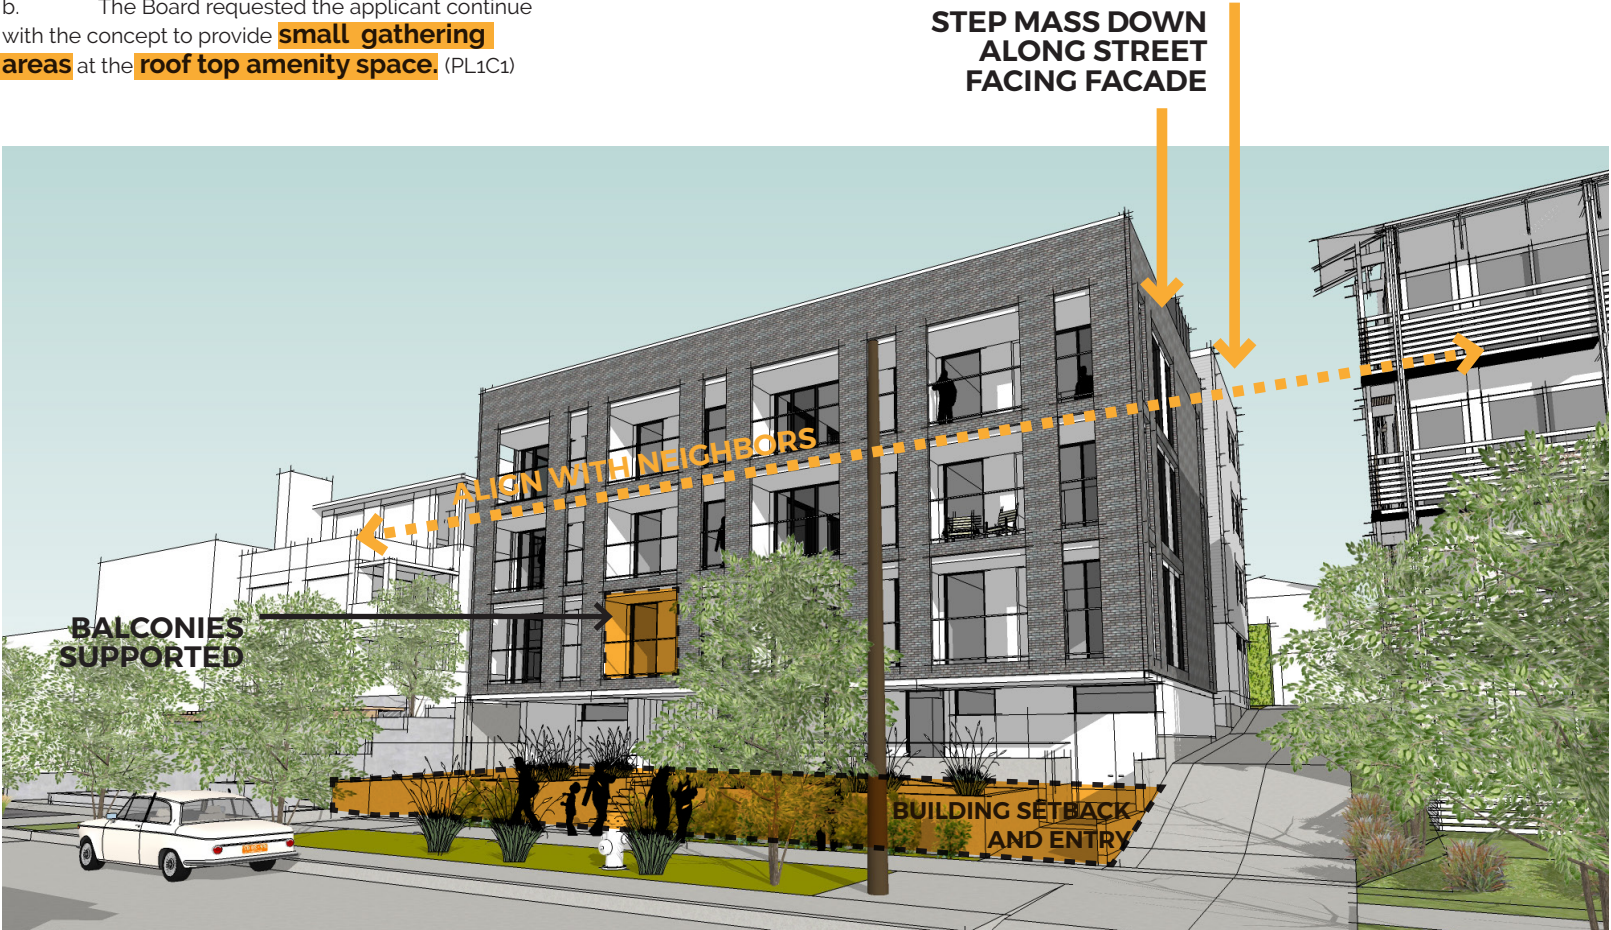 b. The Board requested the applicant continue
with the concept to provide small gathering
areas at the roof top amenity space. (PL1C1)
STEP MASS DOWN
ALONG STREET
FACING FACADE
ALIGN WITH NEIGHBORS
BALCONIES
SUPPORTED
BUILDING SETBACK
AND ENTRY